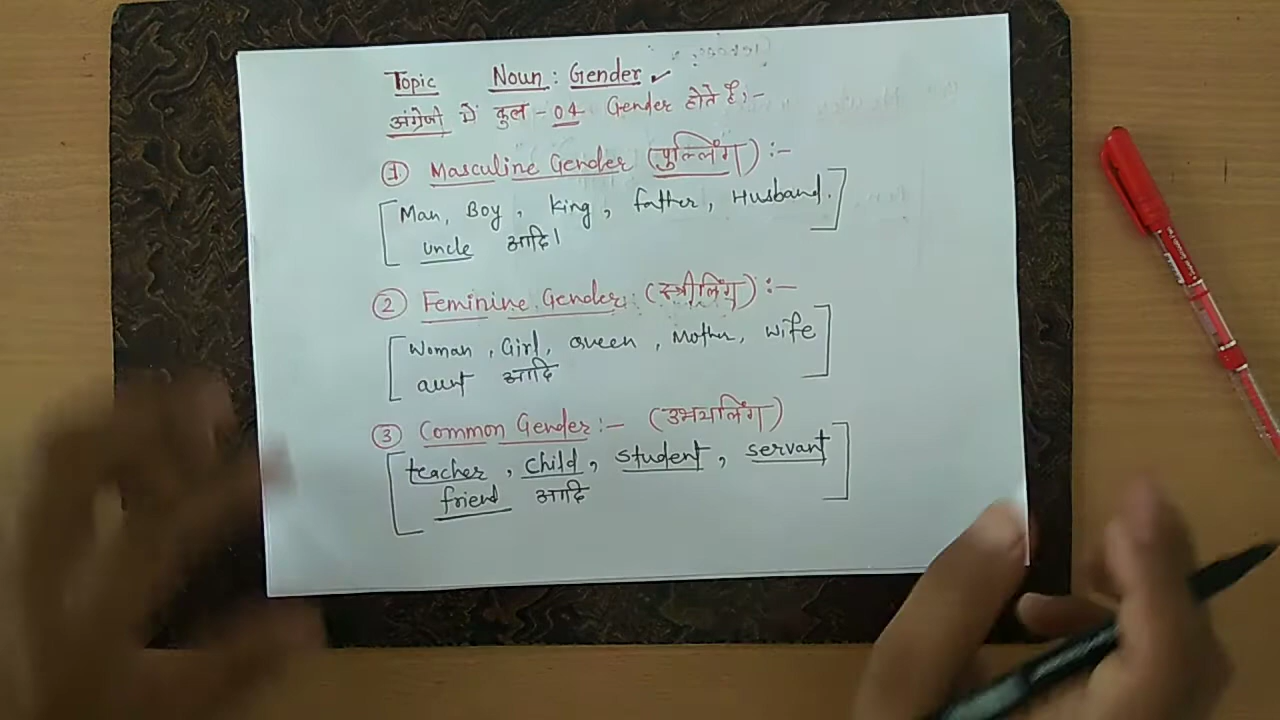 Topic Noun : Gender ✓
अंग्रेजी में कुल - 04 Gender होते है :-
① Masculine Gender (पुल्लिंग) :-
Man, Boy, King, father, Husband.
uncle आदि।
② Feminine Gender: (स्त्रीलिंग) :-
Woman, Girl, Queen, Mother, wife
aunt आदि
③ Common Gender :- (उभयलिंग)
teacher, child, student, servant
friend आदि